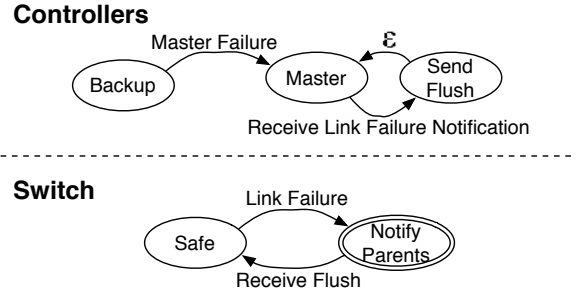 Controllers
Master Failure
ε
Backup
Master
Send
Flush
Receive Link Failure Notification
Switch
Link Failure
Safe
Notify
Parents
Receive Flush